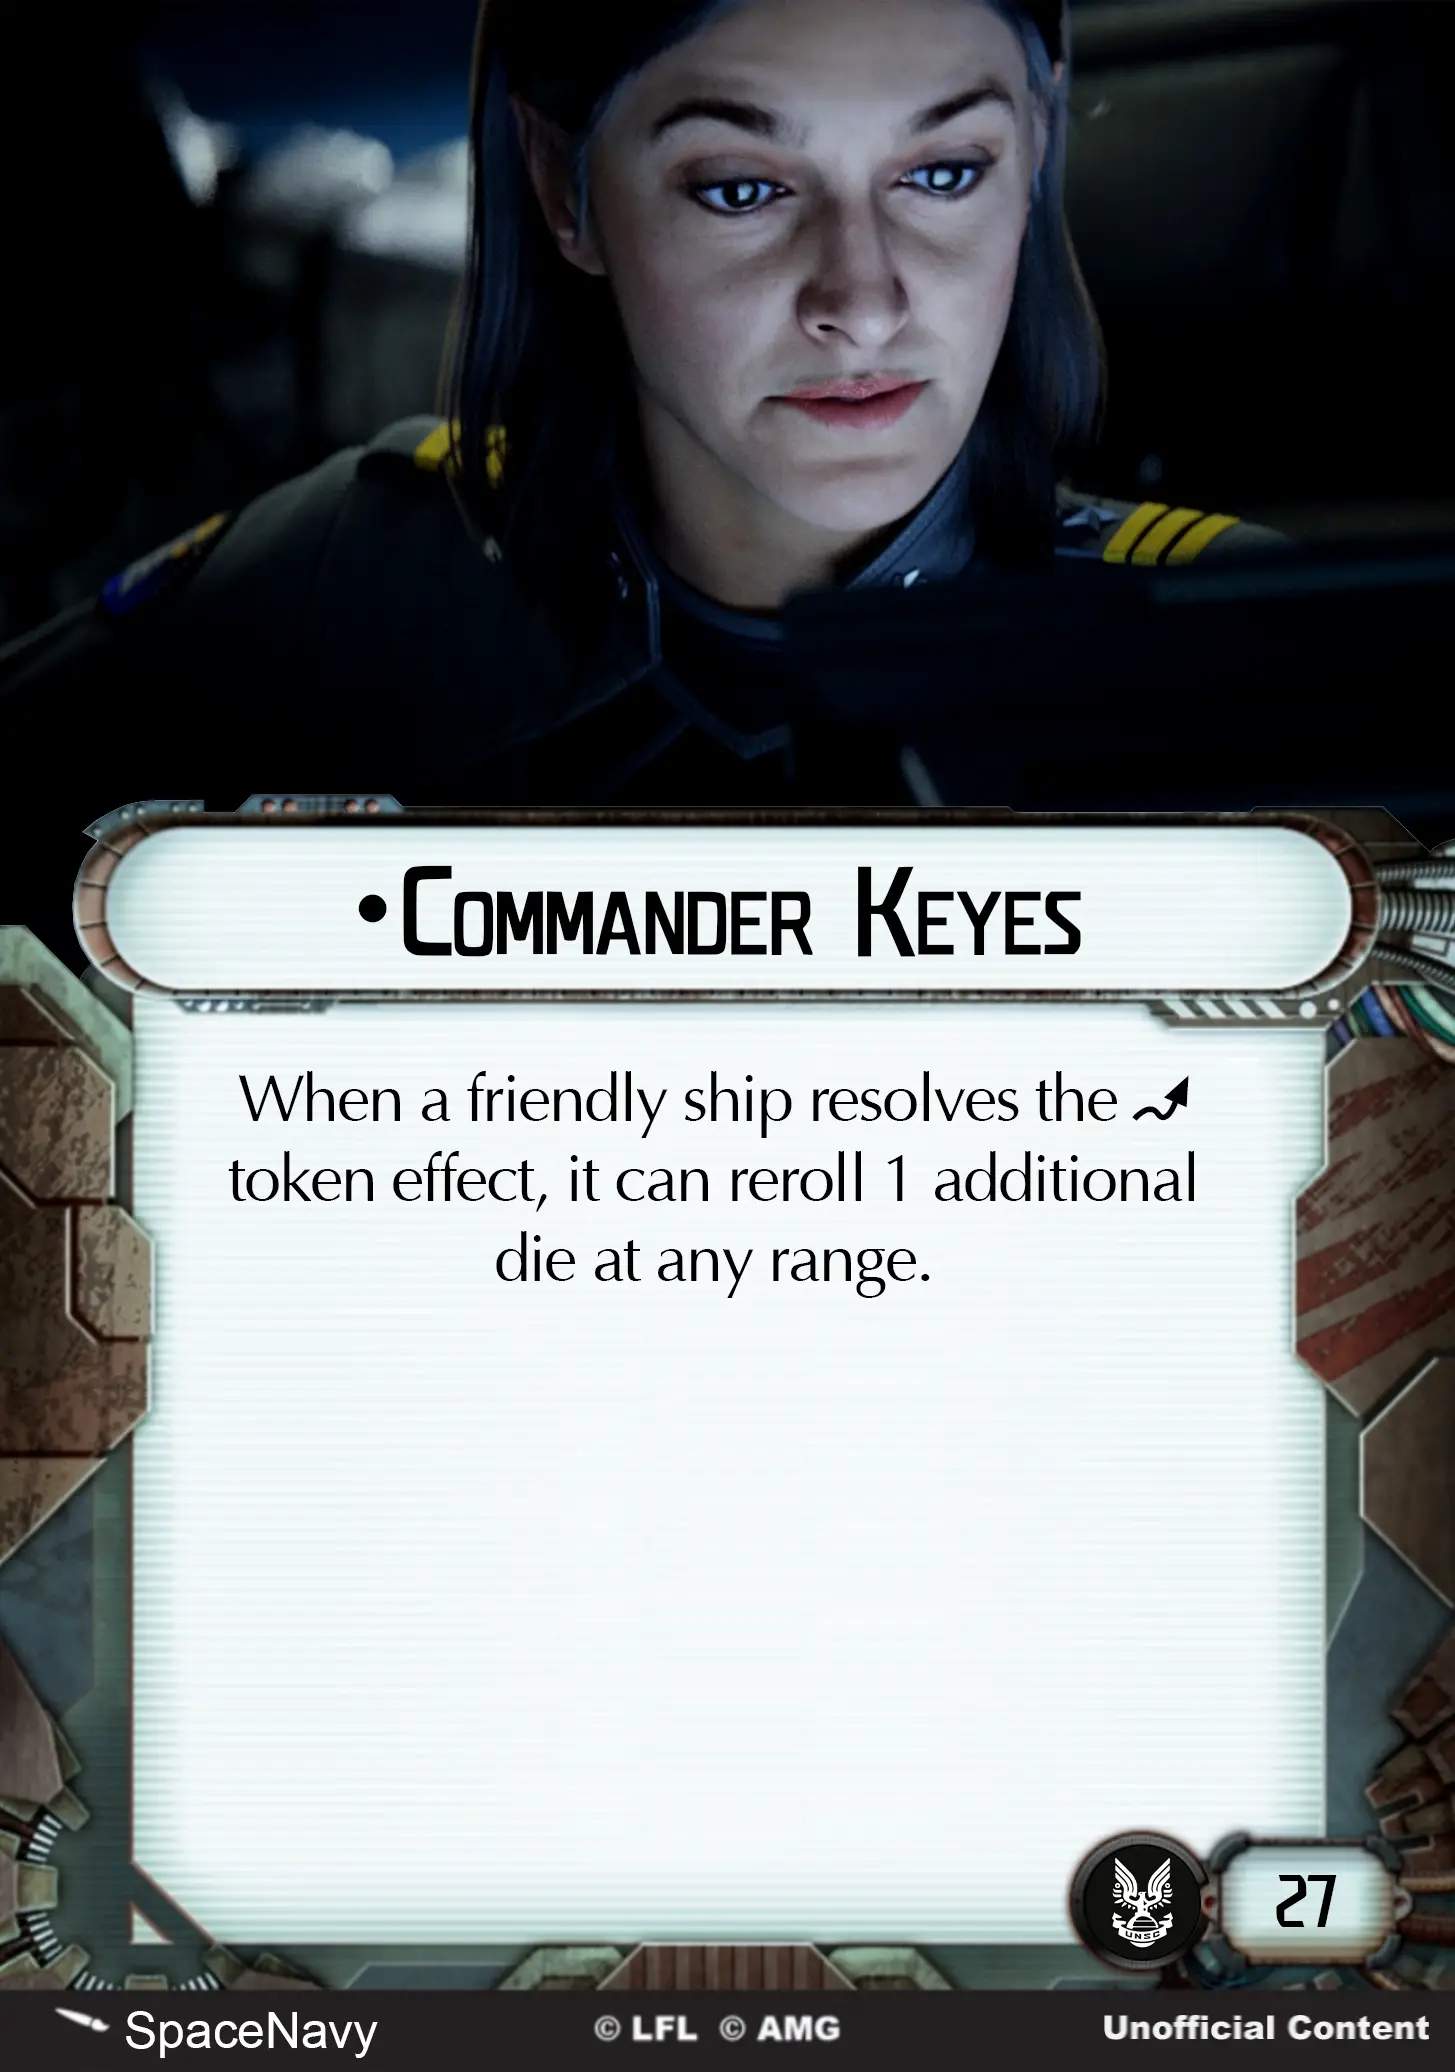 •Commander Keyes
When a friendly ship resolves the
token effect, it can reroll 1 additional
die at any range.
UNSC
27
SpaceNavy
© LFL © AMG
Unofficial Content